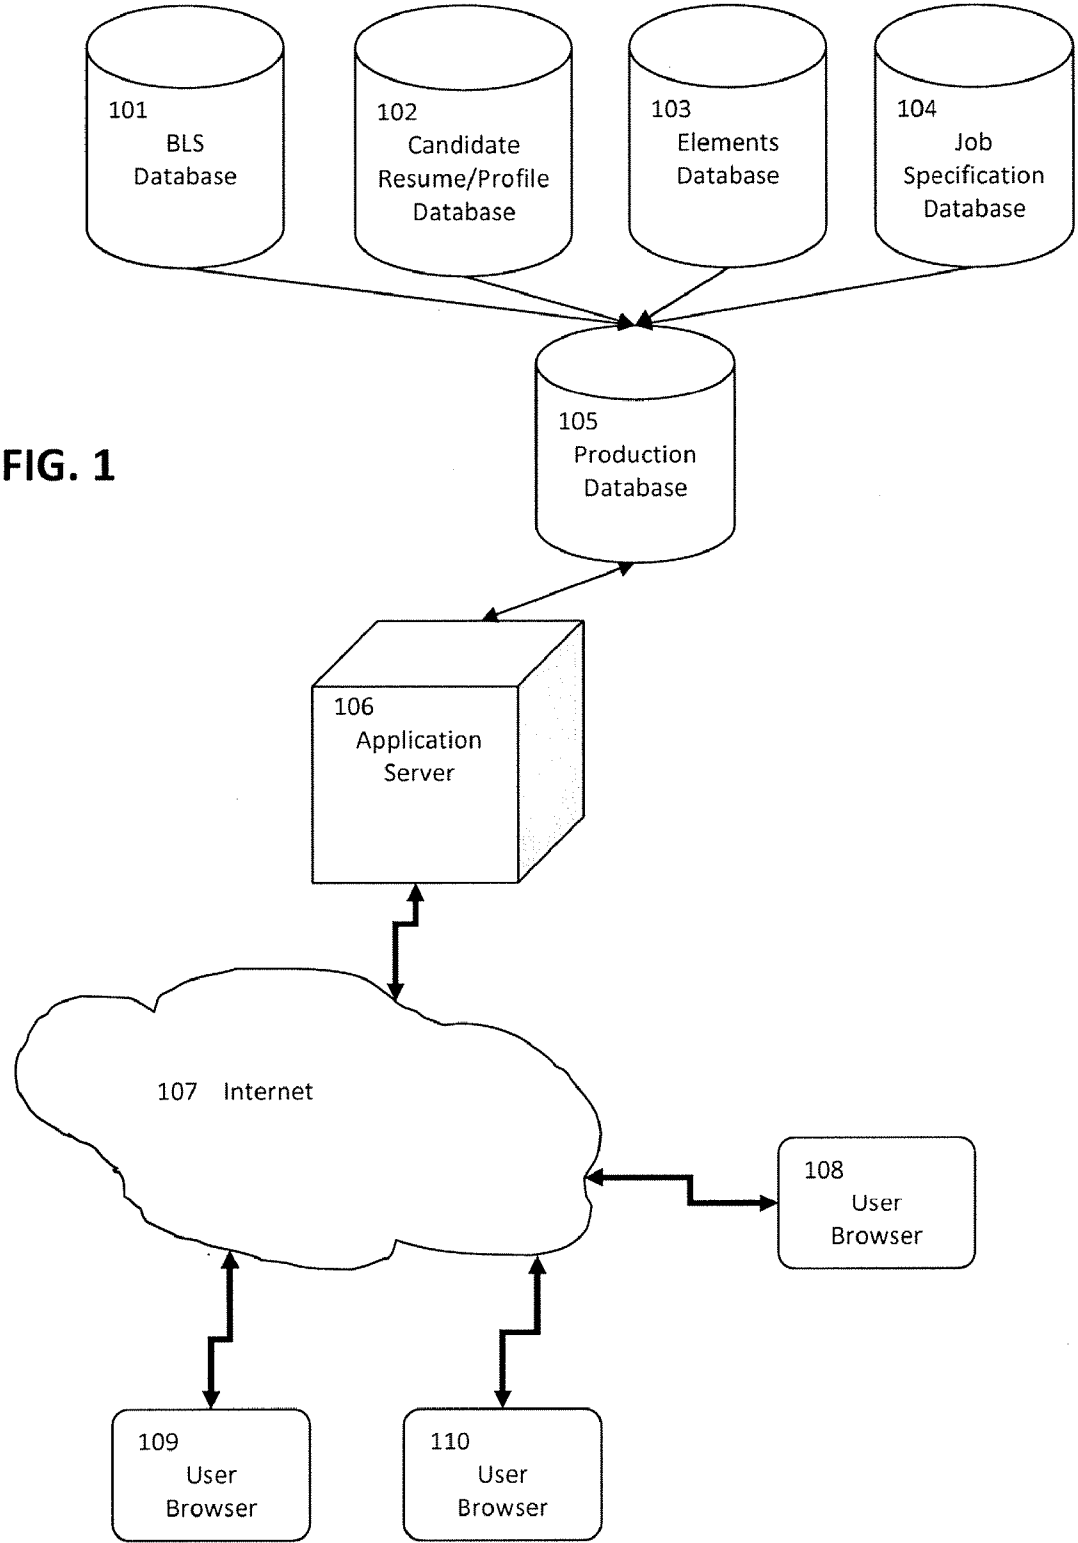 101
BLS
Database
102
Candidate
Resume/Profile
Database
103
Elements
Database
104
Job
Specification
Database
105
Production
Database
FIG. 1
106
Application
Server
107 Internet
108
User
Browser
109
User
Browser
110
User
Browser